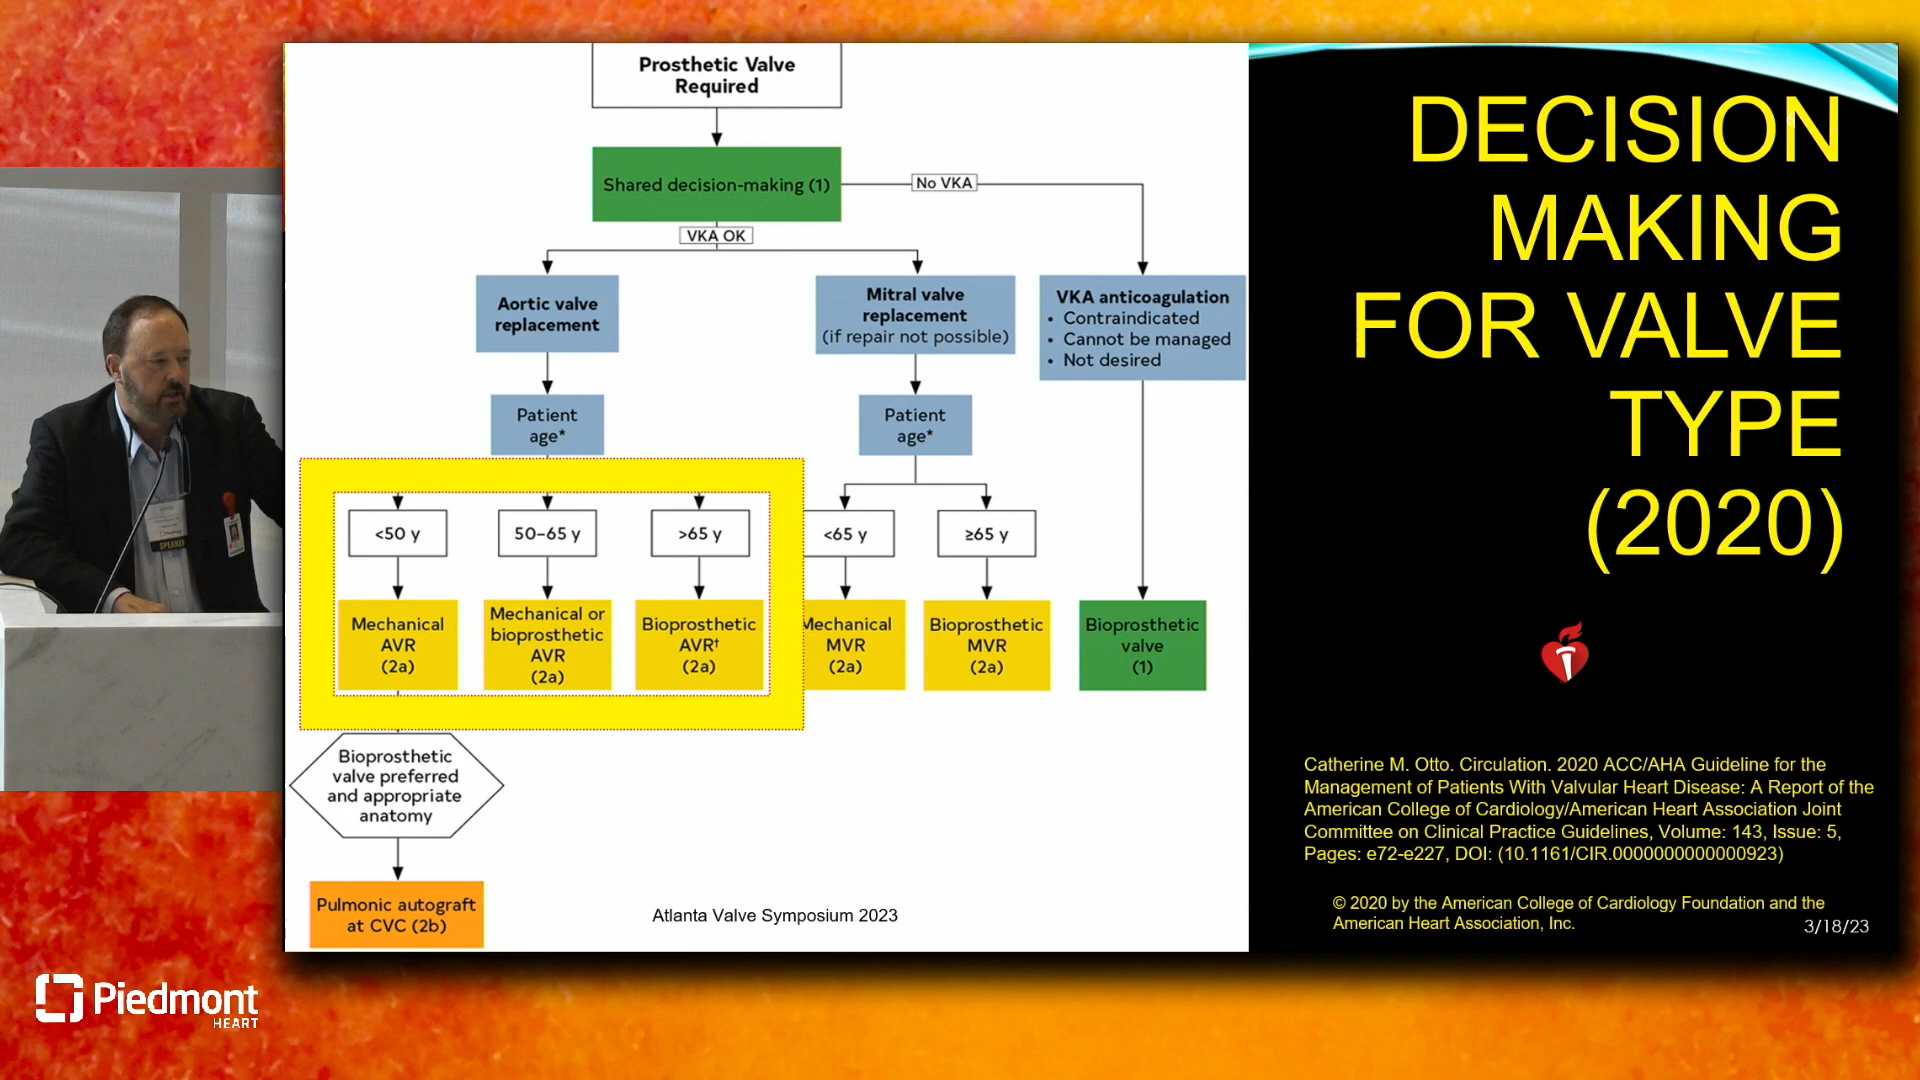 Prosthetic Valve
Required
Shared decision-making (1)
No VKA
VKA OK
Aortic valve
replacement
Mitral valve
replacement
(if repair not possible)
VKA anticoagulation
• Contraindicated
• Cannot be managed
• Not desired
Patient
age*
Patient
age*
<50 y
50–65 y
>65 y
<65 y
≥65 y
Mechanical
AVR
(2a)
Mechanical or
bioprosthetic
AVR
(2a)
Bioprosthetic
AVR†
(2a)
Mechanical
MVR
(2a)
Bioprosthetic
MVR
(2a)
Bioprosthetic
valve
(1)
Bioprosthetic
valve preferred
and appropriate
anatomy
Pulmonic autograft
at CVC (2b)
Atlanta Valve Symposium 2023
DECISION
MAKING
FOR VALVE
TYPE
(2020)
Catherine M. Otto. Circulation. 2020 ACC/AHA Guideline for the
Management of Patients With Valvular Heart Disease: A Report of the
American College of Cardiology/American Heart Association Joint
Committee on Clinical Practice Guidelines, Volume: 143, Issue: 5,
Pages: e72-e227, DOI: (10.1161/CIR.0000000000000923)
© 2020 by the American College of Cardiology Foundation and the
American Heart Association, Inc.
3/18/23
SPEAKER
Piedmont
HEART